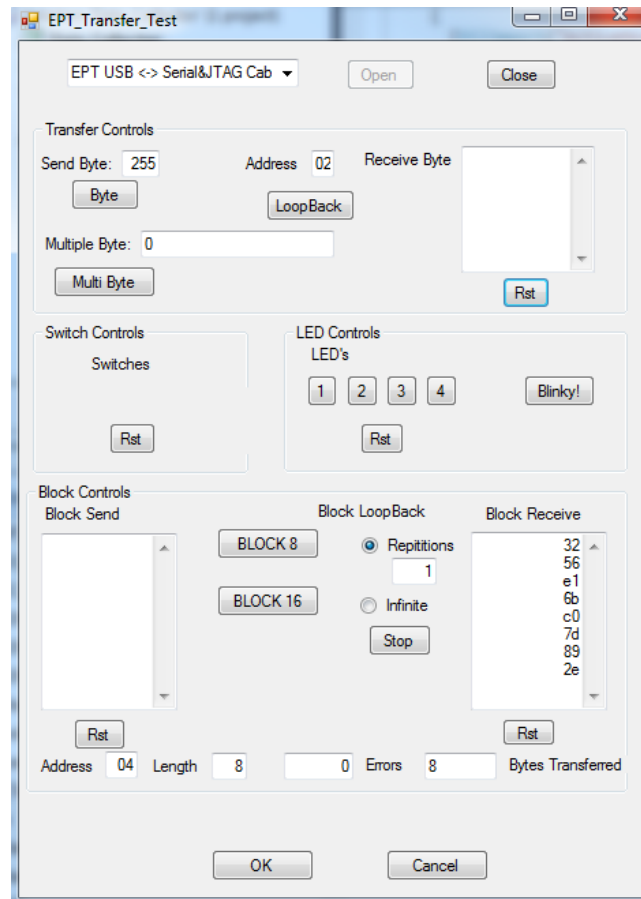 EPT_Transfer_Test
EPT USB <-> Serial&JTAG Cab
Open
Close
Transfer Controls
Send Byte: 255
Address 02
Receive Byte
Byte
LoopBack
Multiple Byte: 0
Multi Byte
Rst
Switch Controls
Switches
Rst
LED Controls
LED's
1 2 3 4
Blinky!
Rst
Block Controls
Block Send
Block LoopBack
Block Receive
BLOCK 8
BLOCK 16
Repititions
1
Infinite
Stop
32
56
e1
6b
c0
7d
89
2e
Rst
Rst
Address 04 Length 8 0 Errors 8 Bytes Transferred
OK
Cancel